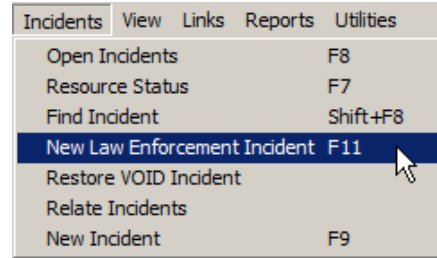 Incidents View Links Reports Utilities
Open Incidents F8
Resource Status F7
Find Incident Shift+F8
New Law Enforcement Incident F11
Restore VOID Incident
Relate Incidents
New Incident F9